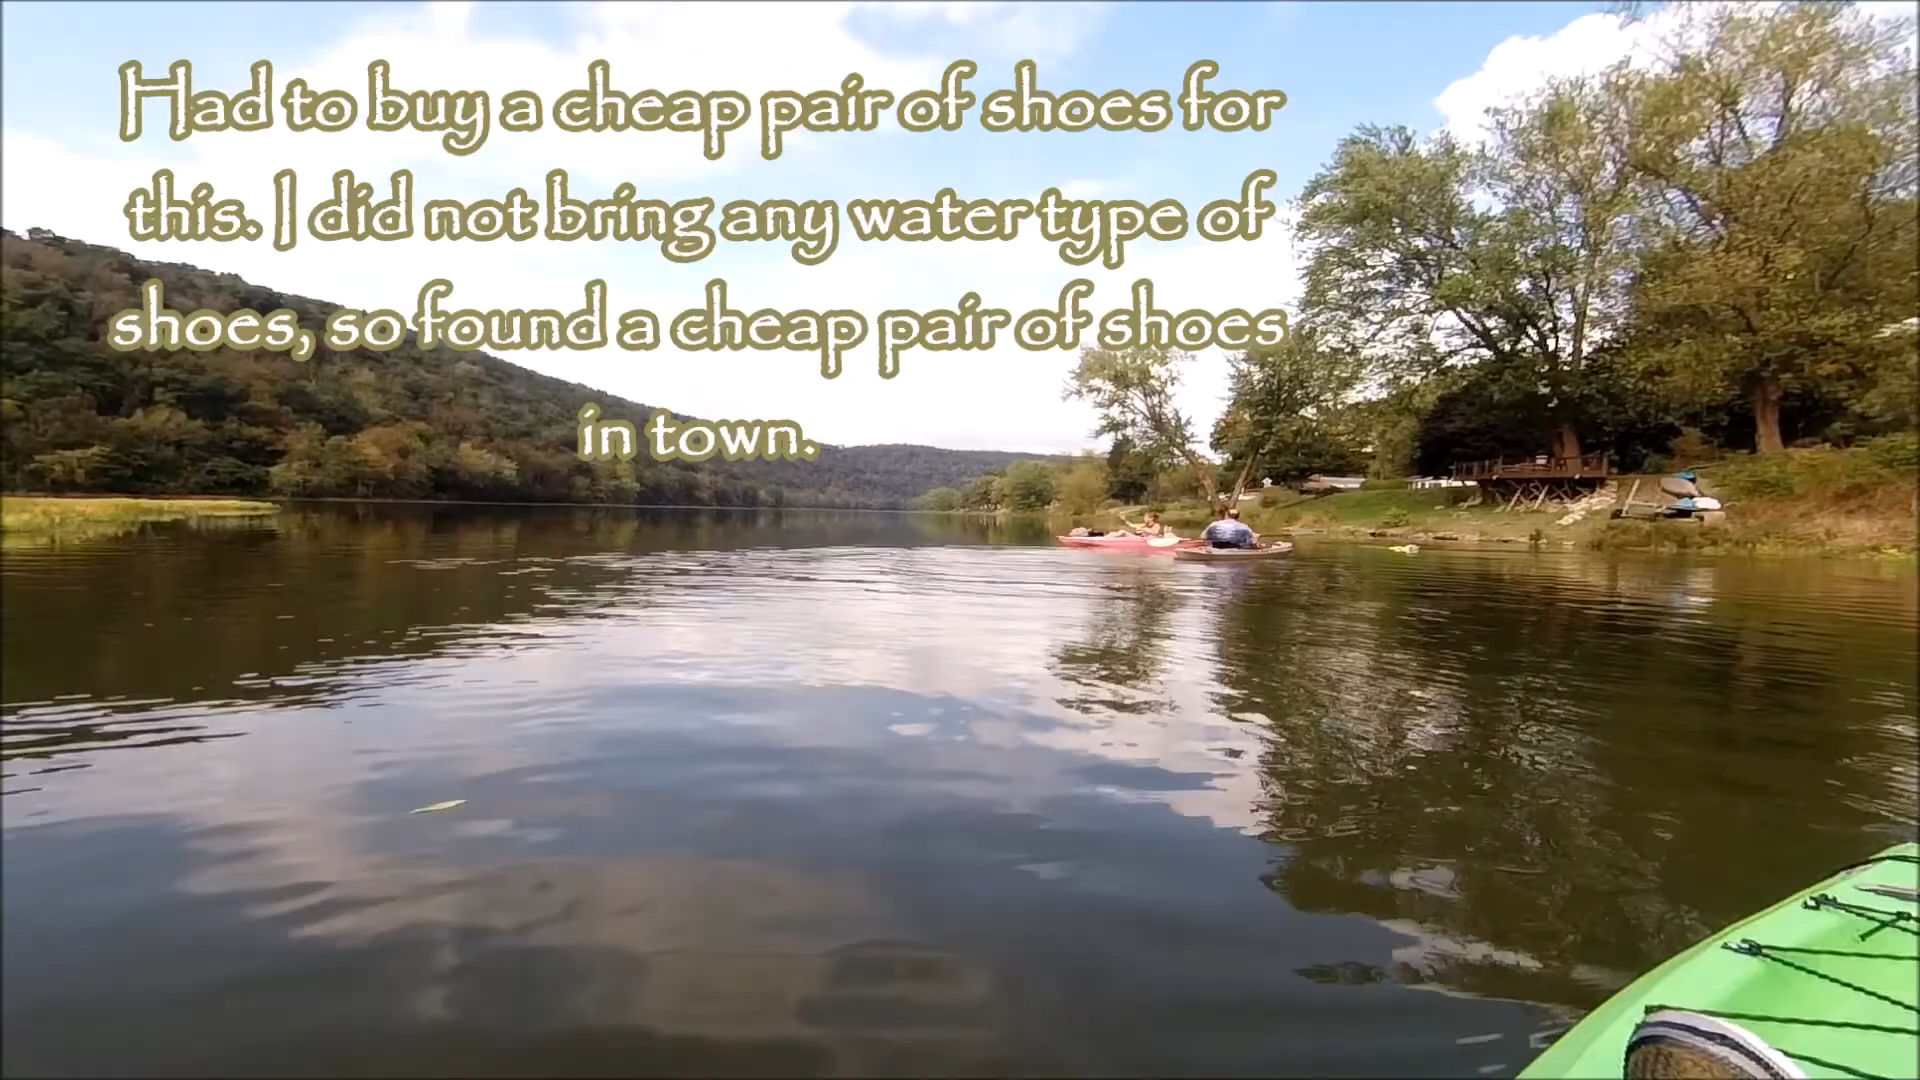 Had to buy a cheap pair of shoes for
this. I did not bring any water type of
shoes, so found a cheap pair of shoes
in town.